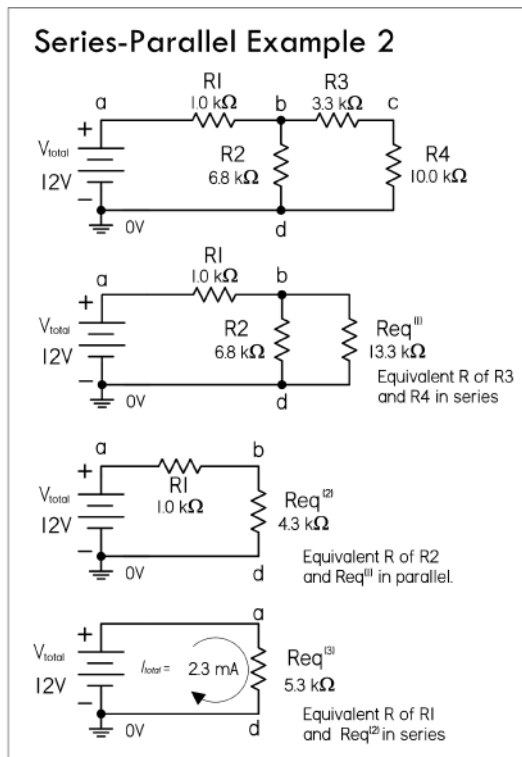 Series-Parallel Example 2
R1
1.0 kΩ
R3
3.3 kΩ
a
b
c
+
Vtotal
12V
−
R2
6.8 kΩ
R4
10.0 kΩ
0V
d
R1
1.0 kΩ
a
b
+
Vtotal
12V
−
R2
6.8 kΩ
Req(1)
13.3 kΩ
Equivalent R of R3
and R4 in series
0V
d
a
b
+
R1
1.0 kΩ
Vtotal
12V
−
Req(2)
4.3 kΩ
Equivalent R of R2
and Req(1) in parallel.
0V
d
a
+
Vtotal
12V
−
Itotal = 2.3 mA
Req(3)
5.3 kΩ
0V
d
Equivalent R of R1
and Req(2) in series